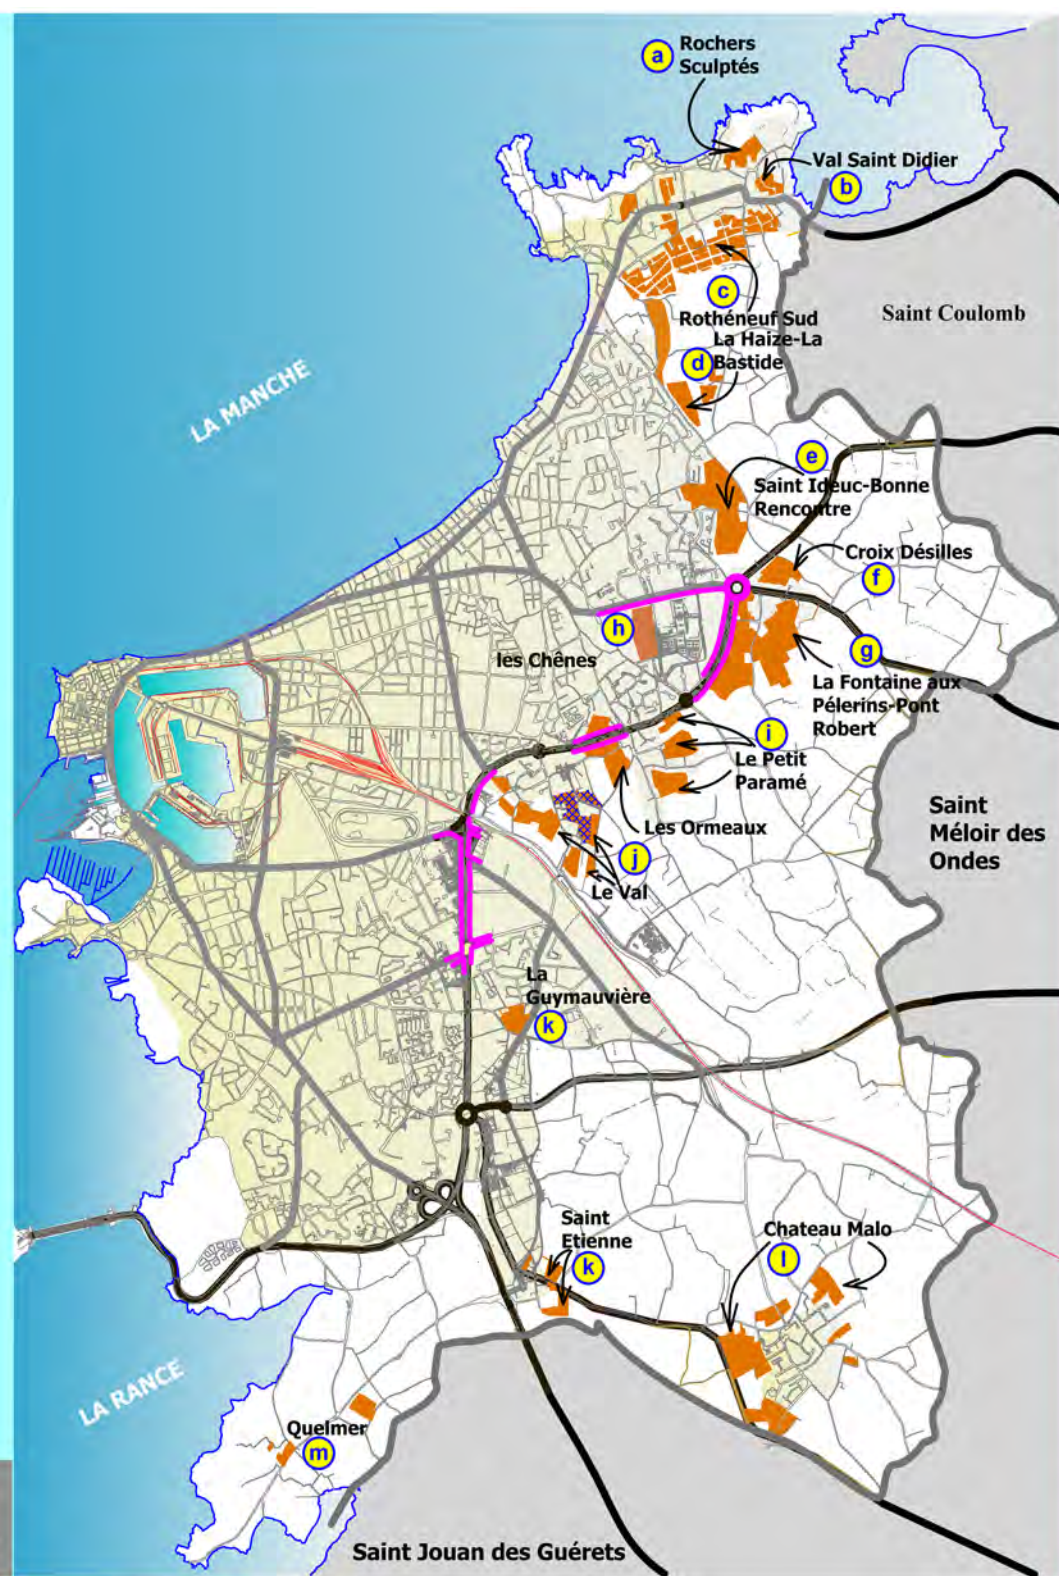 a
Rochers
Sculptés
Val Saint Didier
b
c
Rothéneuf Sud
Saint Coulomb
La Haize-La
d
Bastide
LA MANCHE
e
Saint Ideuc-Bonne
Rencontre
Croix Désilles
f
h
les Chênes
g
La Fontaine aux
Pélerins-Pont
Robert
i
Le Petit
Paramé
Saint
Méloir des
Ondes
Les Ormeaux
j
Le Val
La
Guymauvière
k
Saint
Etienne
k
Chateau Malo
l
LA RANCE
Quelmer
m
Saint Jouan des Guérets